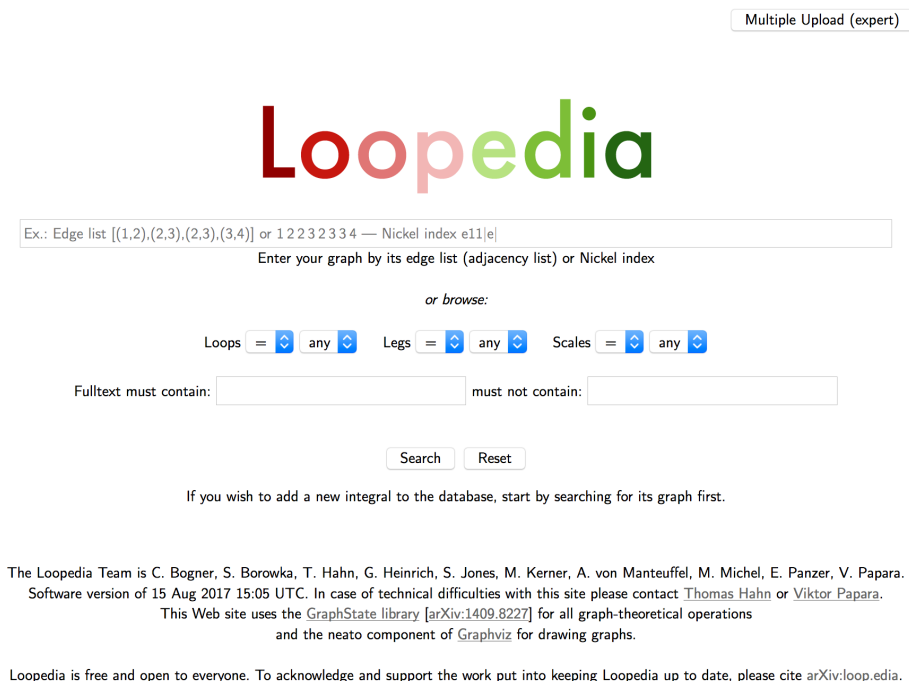 Multiple Upload (expert)
Loopedia
Ex.: Edge list [(1,2),(2,3),(2,3),(3,4)] or 1 2 2 3 2 3 3 4 — Nickel index e11|e|
Enter your graph by its edge list (adjacency list) or Nickel index
or browse:
Loops = any Legs = any Scales = any
Fulltext must contain: must not contain:
Search Reset
If you wish to add a new integral to the database, start by searching for its graph first.
The Loopedia Team is C. Bogner, S. Borowka, T. Hahn, G. Heinrich, S. Jones, M. Kerner, A. von Manteuffel, M. Michel, E. Panzer, V. Papara.
Software version of 15 Aug 2017 15:05 UTC. In case of technical difficulties with this site please contact Thomas Hahn or Viktor Papara.
This Web site uses the GraphState library [arXiv:1409.8227] for all graph-theoretical operations
and the neato component of Graphviz for drawing graphs.
Loopedia is free and open to everyone. To acknowledge and support the work put into keeping Loopedia up to date, please cite arXiv:loop.edia.